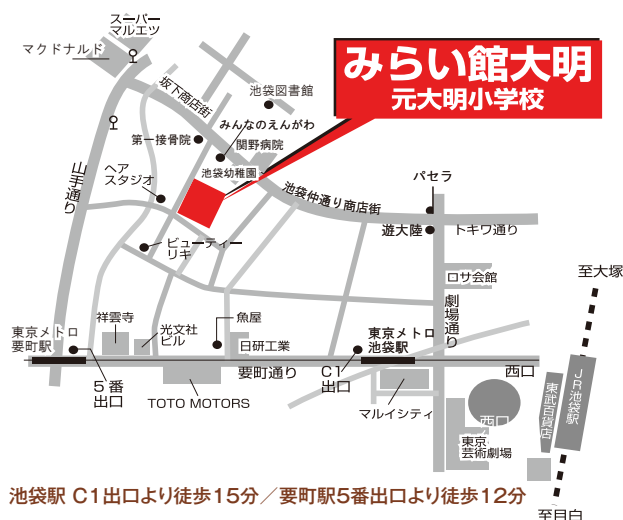 スーパー
マルエツ
マクドナルド
みらい館大明
元大明小学校
坂下商店街
池袋図書館
みんなのえんがわ
第一接骨院
関野病院
池袋幼稚園
山手通り
ヘア
スタジオ
池袋仲通り商店街
パセラ
遊大陸
トキワ通り
ビューティー
リキ
ロサ会館
至大塚
劇場通り
祥雲寺
魚屋
東京メトロ
要町駅
光文社
ビル
日研工業
東京メトロ
池袋駅
5番
出口
要町通り
C1
出口
西口
JR池袋駅
東武百貨店
TOTO MOTORS
マルイシティ
西口
東京
芸術劇場
池袋駅 C1出口より徒歩15分／要町駅5番出口より徒歩12分
至目白